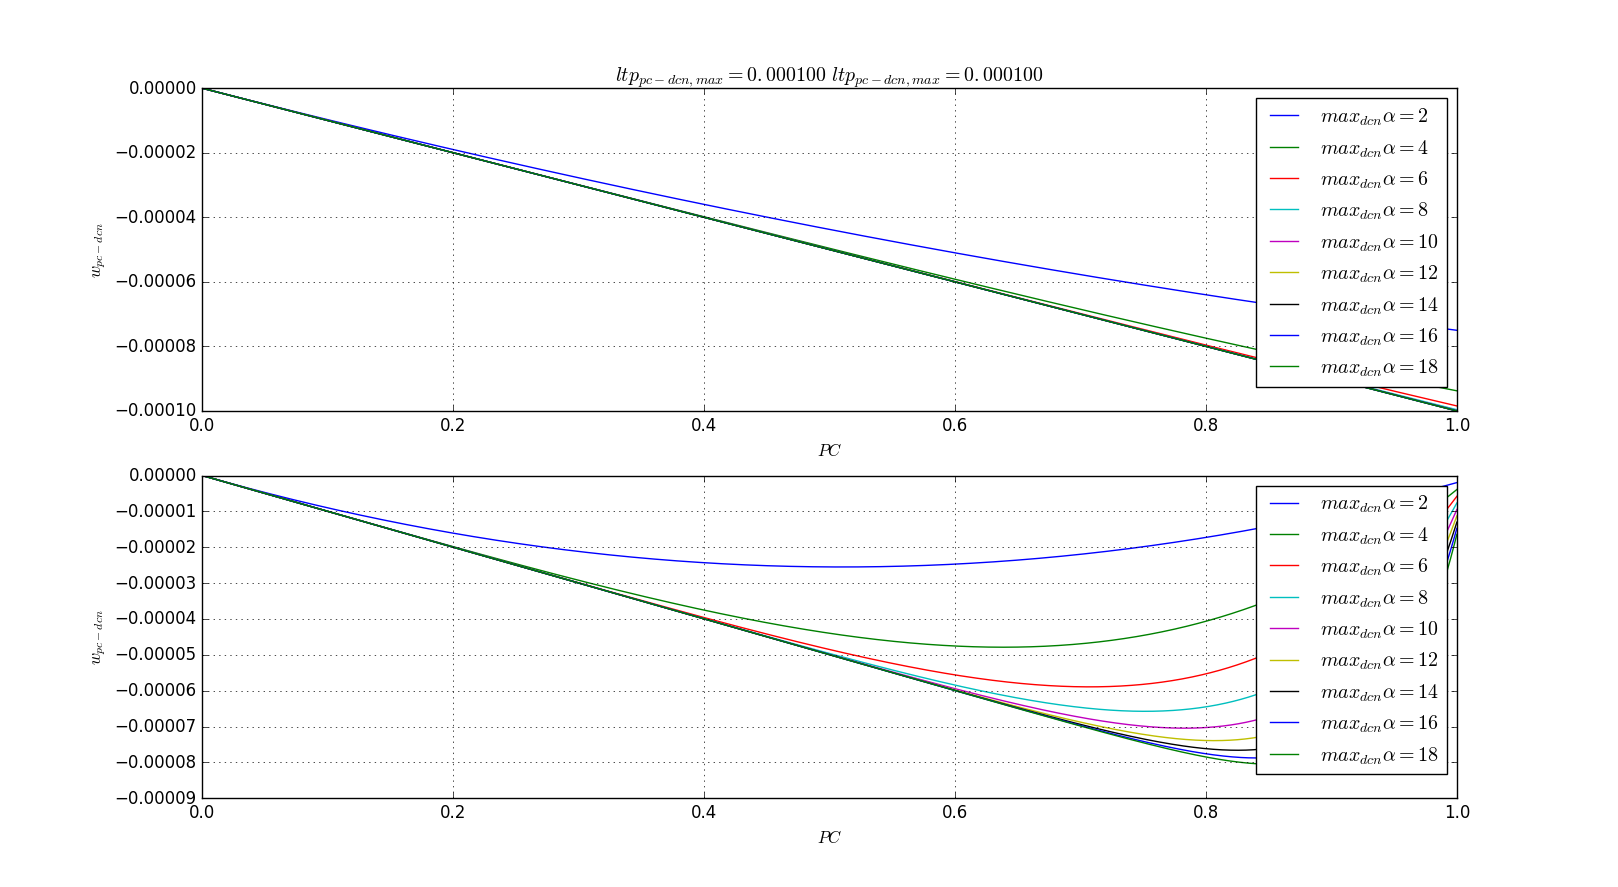 ltp_{pc-dcn,max} = 0.000100 ltp_{pc-dcn,max} = 0.000100
0.00000
−0.00002
−0.00004
−0.00006
−0.00008
−0.00010
w_{pc-dcn}
0.0 0.2 0.4 0.6 0.8 1.0
PC
max_{dcn}α = 2
max_{dcn}α = 4
max_{dcn}α = 6
max_{dcn}α = 8
max_{dcn}α = 10
max_{dcn}α = 12
max_{dcn}α = 14
max_{dcn}α = 16
max_{dcn}α = 18
0.00000
−0.00001
−0.00002
−0.00003
−0.00004
−0.00005
−0.00006
−0.00007
−0.00008
−0.00009
w_{pc-dcn}
0.0 0.2 0.4 0.6 0.8 1.0
PC
max_{dcn}α = 2
max_{dcn}α = 4
max_{dcn}α = 6
max_{dcn}α = 8
max_{dcn}α = 10
max_{dcn}α = 12
max_{dcn}α = 14
max_{dcn}α = 16
max_{dcn}α = 18